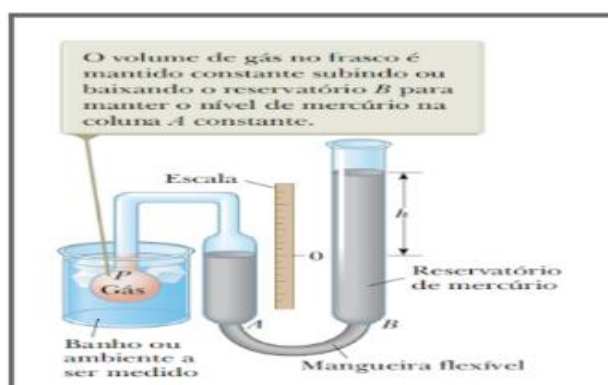 O volume de gás no frasco é
mantido constante subindo ou
baixando o reservatório B para
manter o nível de mercúrio na
coluna A constante.
Escala
h
0
P
Gás
Reservatório
de mercúrio
A
B
Banho ou
ambiente a
ser medido
Mangueira flexível